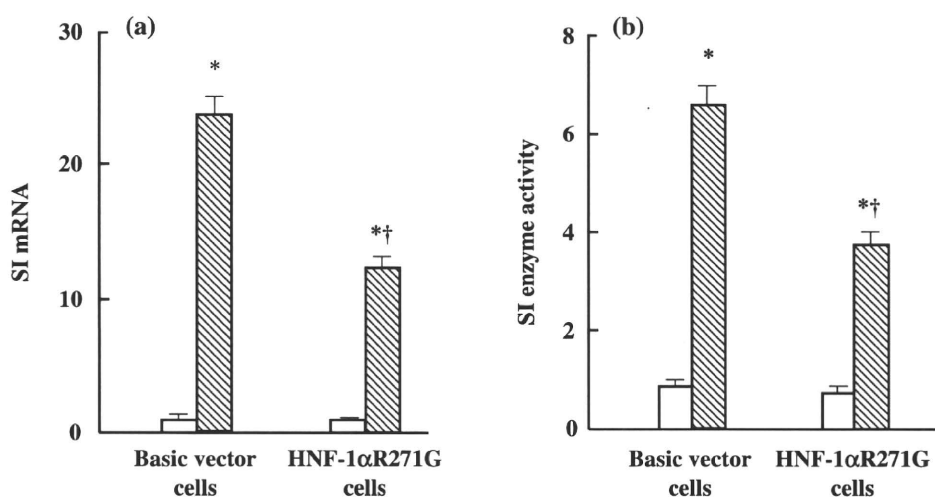 (a)
30
20
10
0
SI mRNA
*
*†
Basic vector
cells
HNF-1αR271G
cells
(b)
8
6
4
2
0
SI enzyme activity
*
*†
Basic vector
cells
HNF-1αR271G
cells